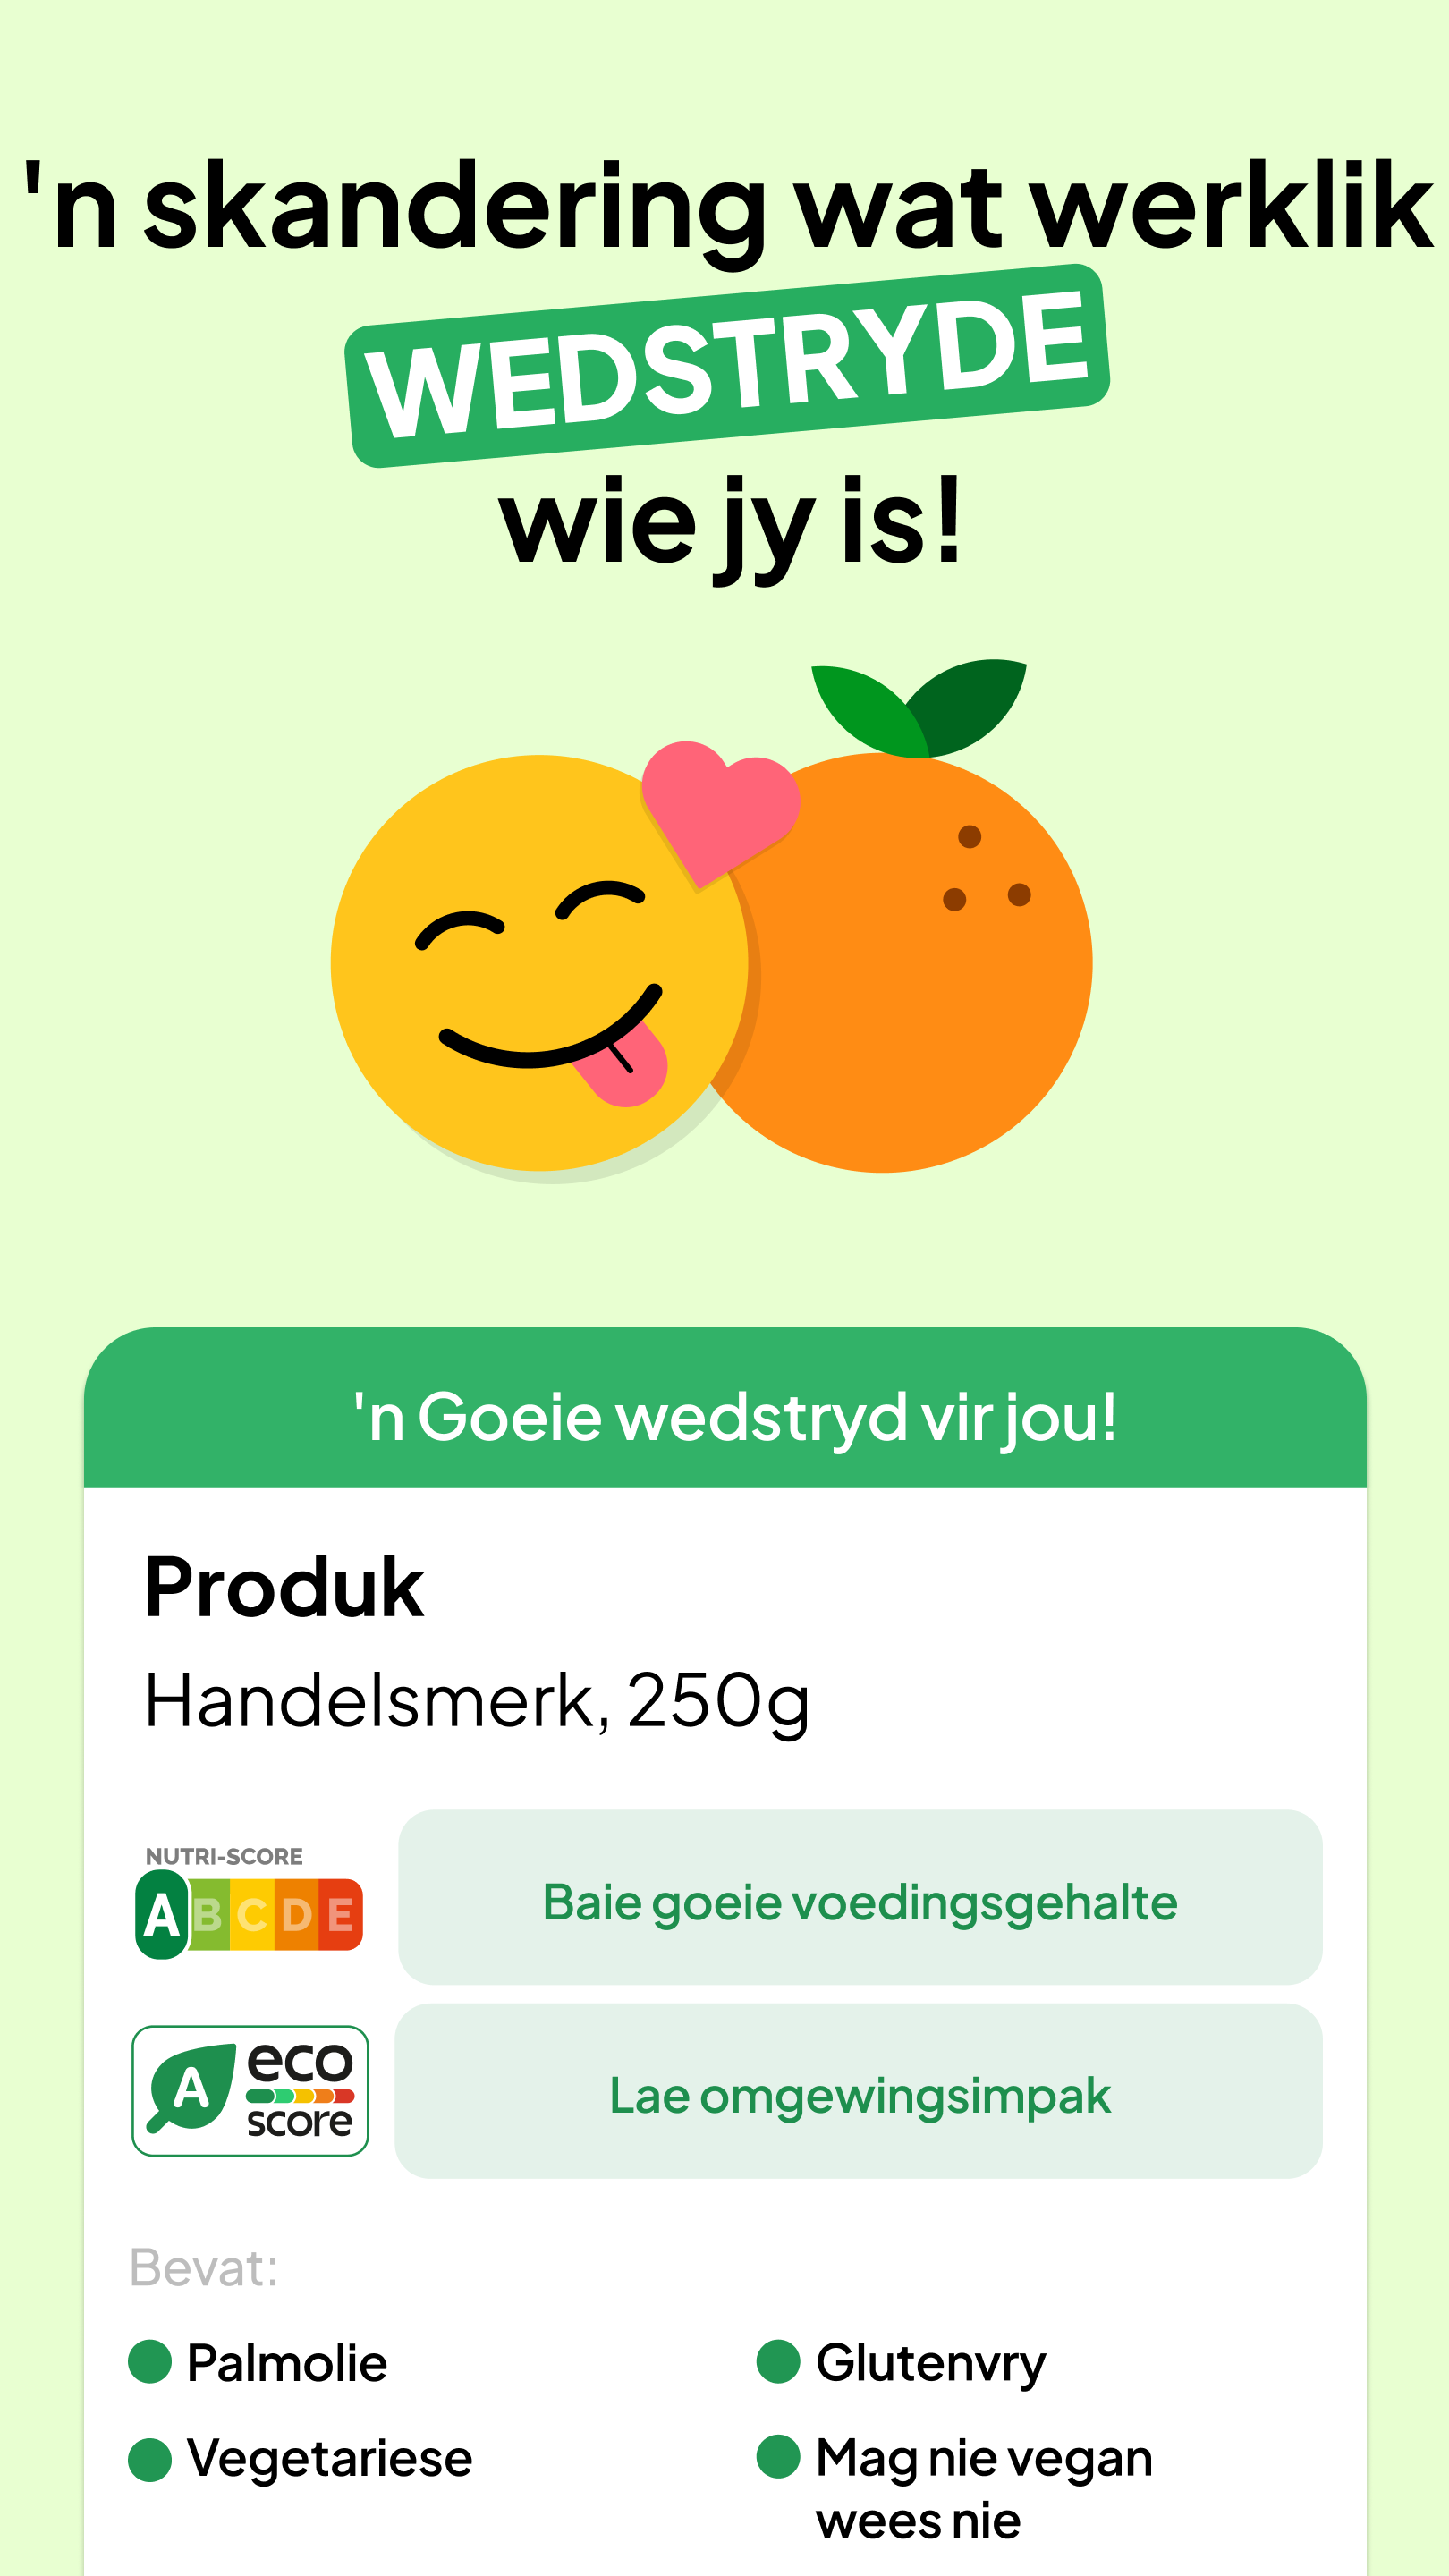 'n skandering wat werklik
WEDSTRYDE
wie jy is!
'n Goeie wedstryd vir jou!
Produk
Handelsmerk, 250g
NUTRI-SCORE
A B C D E
Baie goeie voedingsgehalte
A eco
score
Lae omgewingsimpak
Bevat:
Palmolie
Glutenvry
Vegetariese
Mag nie vegan
wees nie